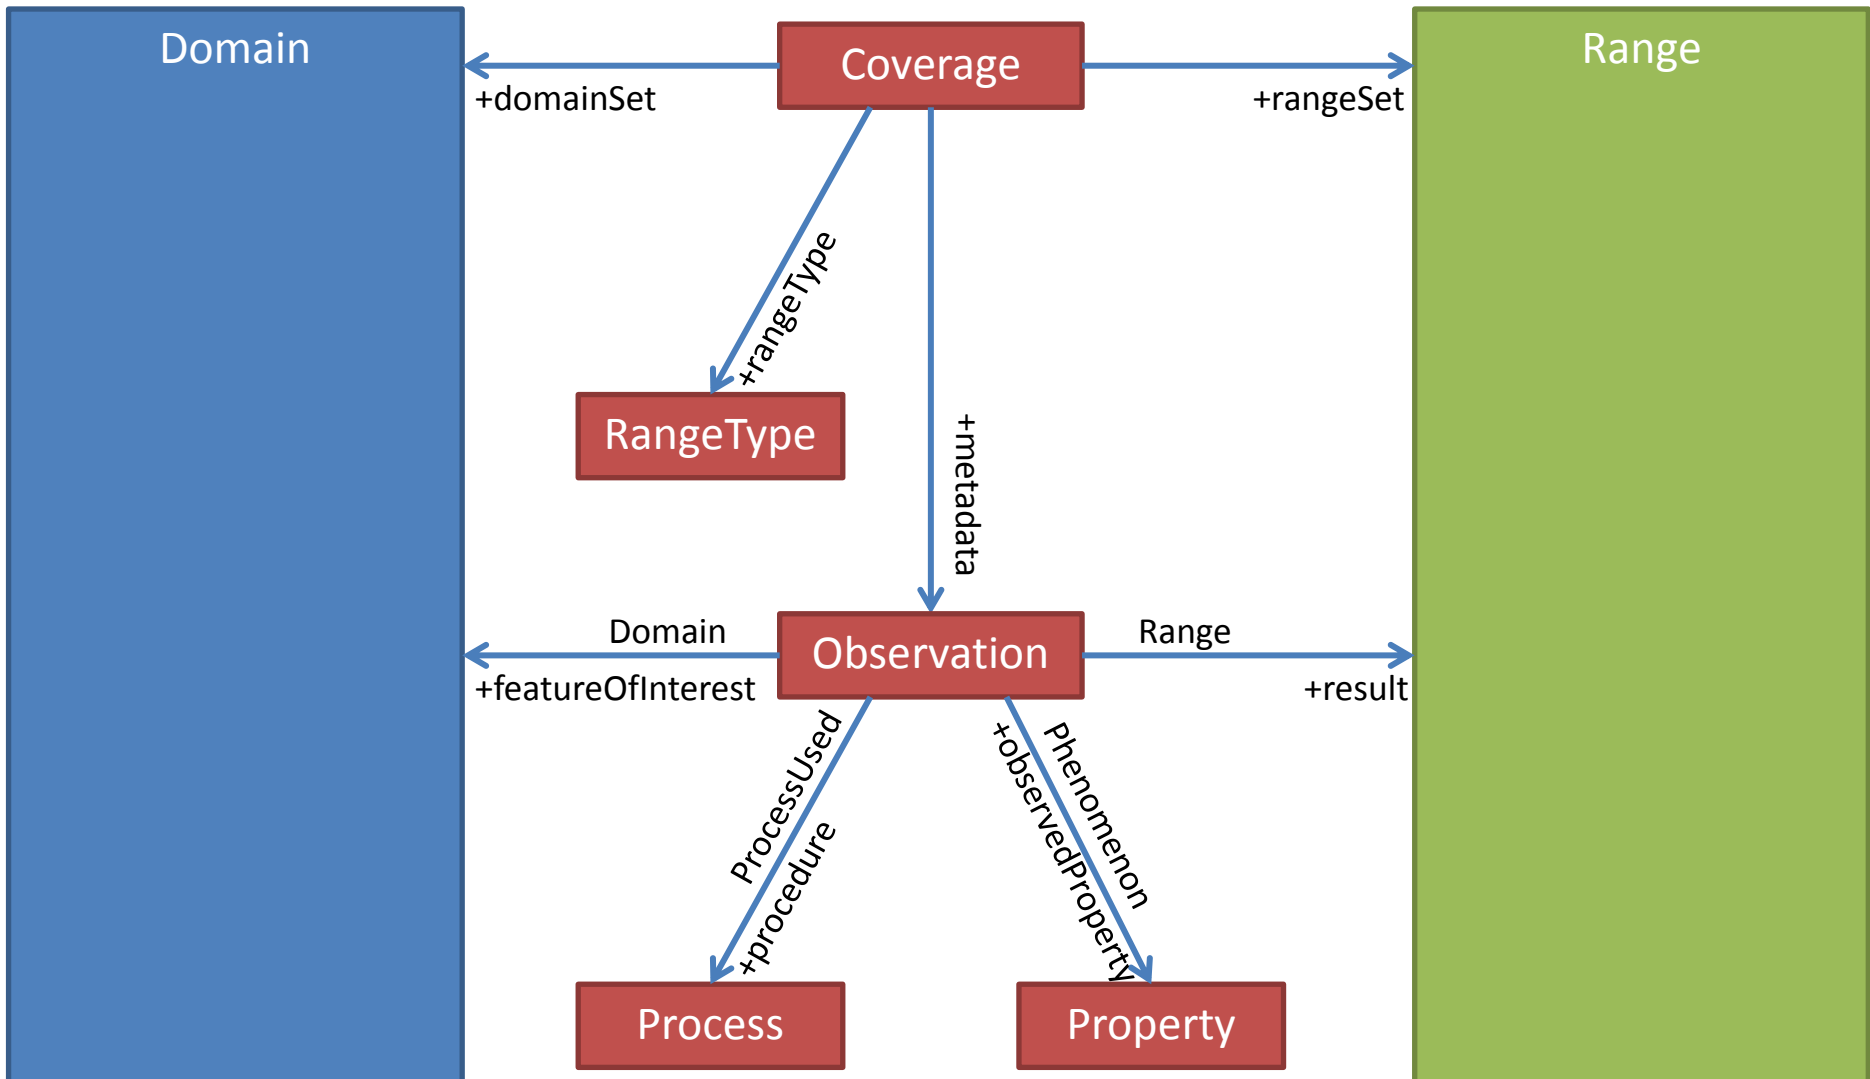 Domain
Coverage
Range
+domainSet
+rangeSet
+rangeType
RangeType
+metadata
Domain
Observation
Range
+featureOfInterest
+result
ProcessUsed
+procedure
Phenomenon
+observedProperty
Process
Property